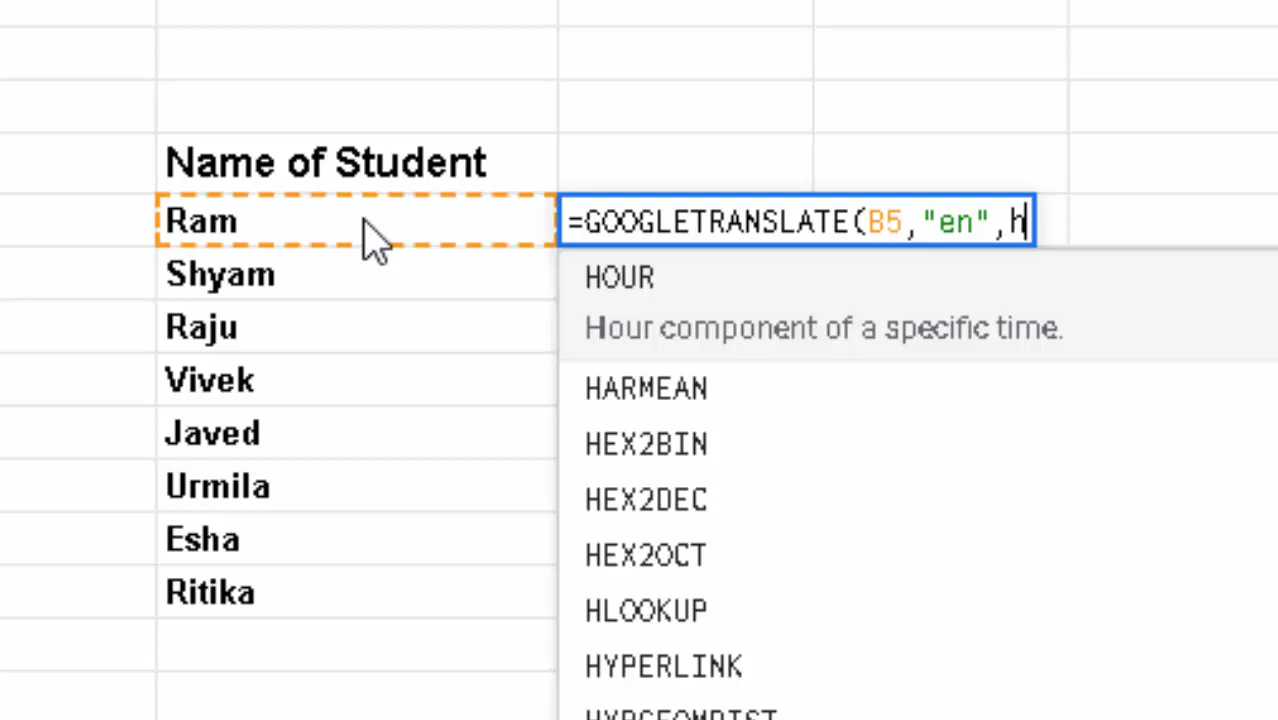 Name of Student
Ram
=GOOGLETRANSLATE(B5,"en",h
Shyam
HOUR
Hour component of a specific time.
Raju
Vivek
HARMEAN
Javed
HEX2BIN
Urmila
HEX2DEC
Esha
HEX2OCT
Ritika
HLOOKUP
HYPERLINK
HYPGEOMDIST